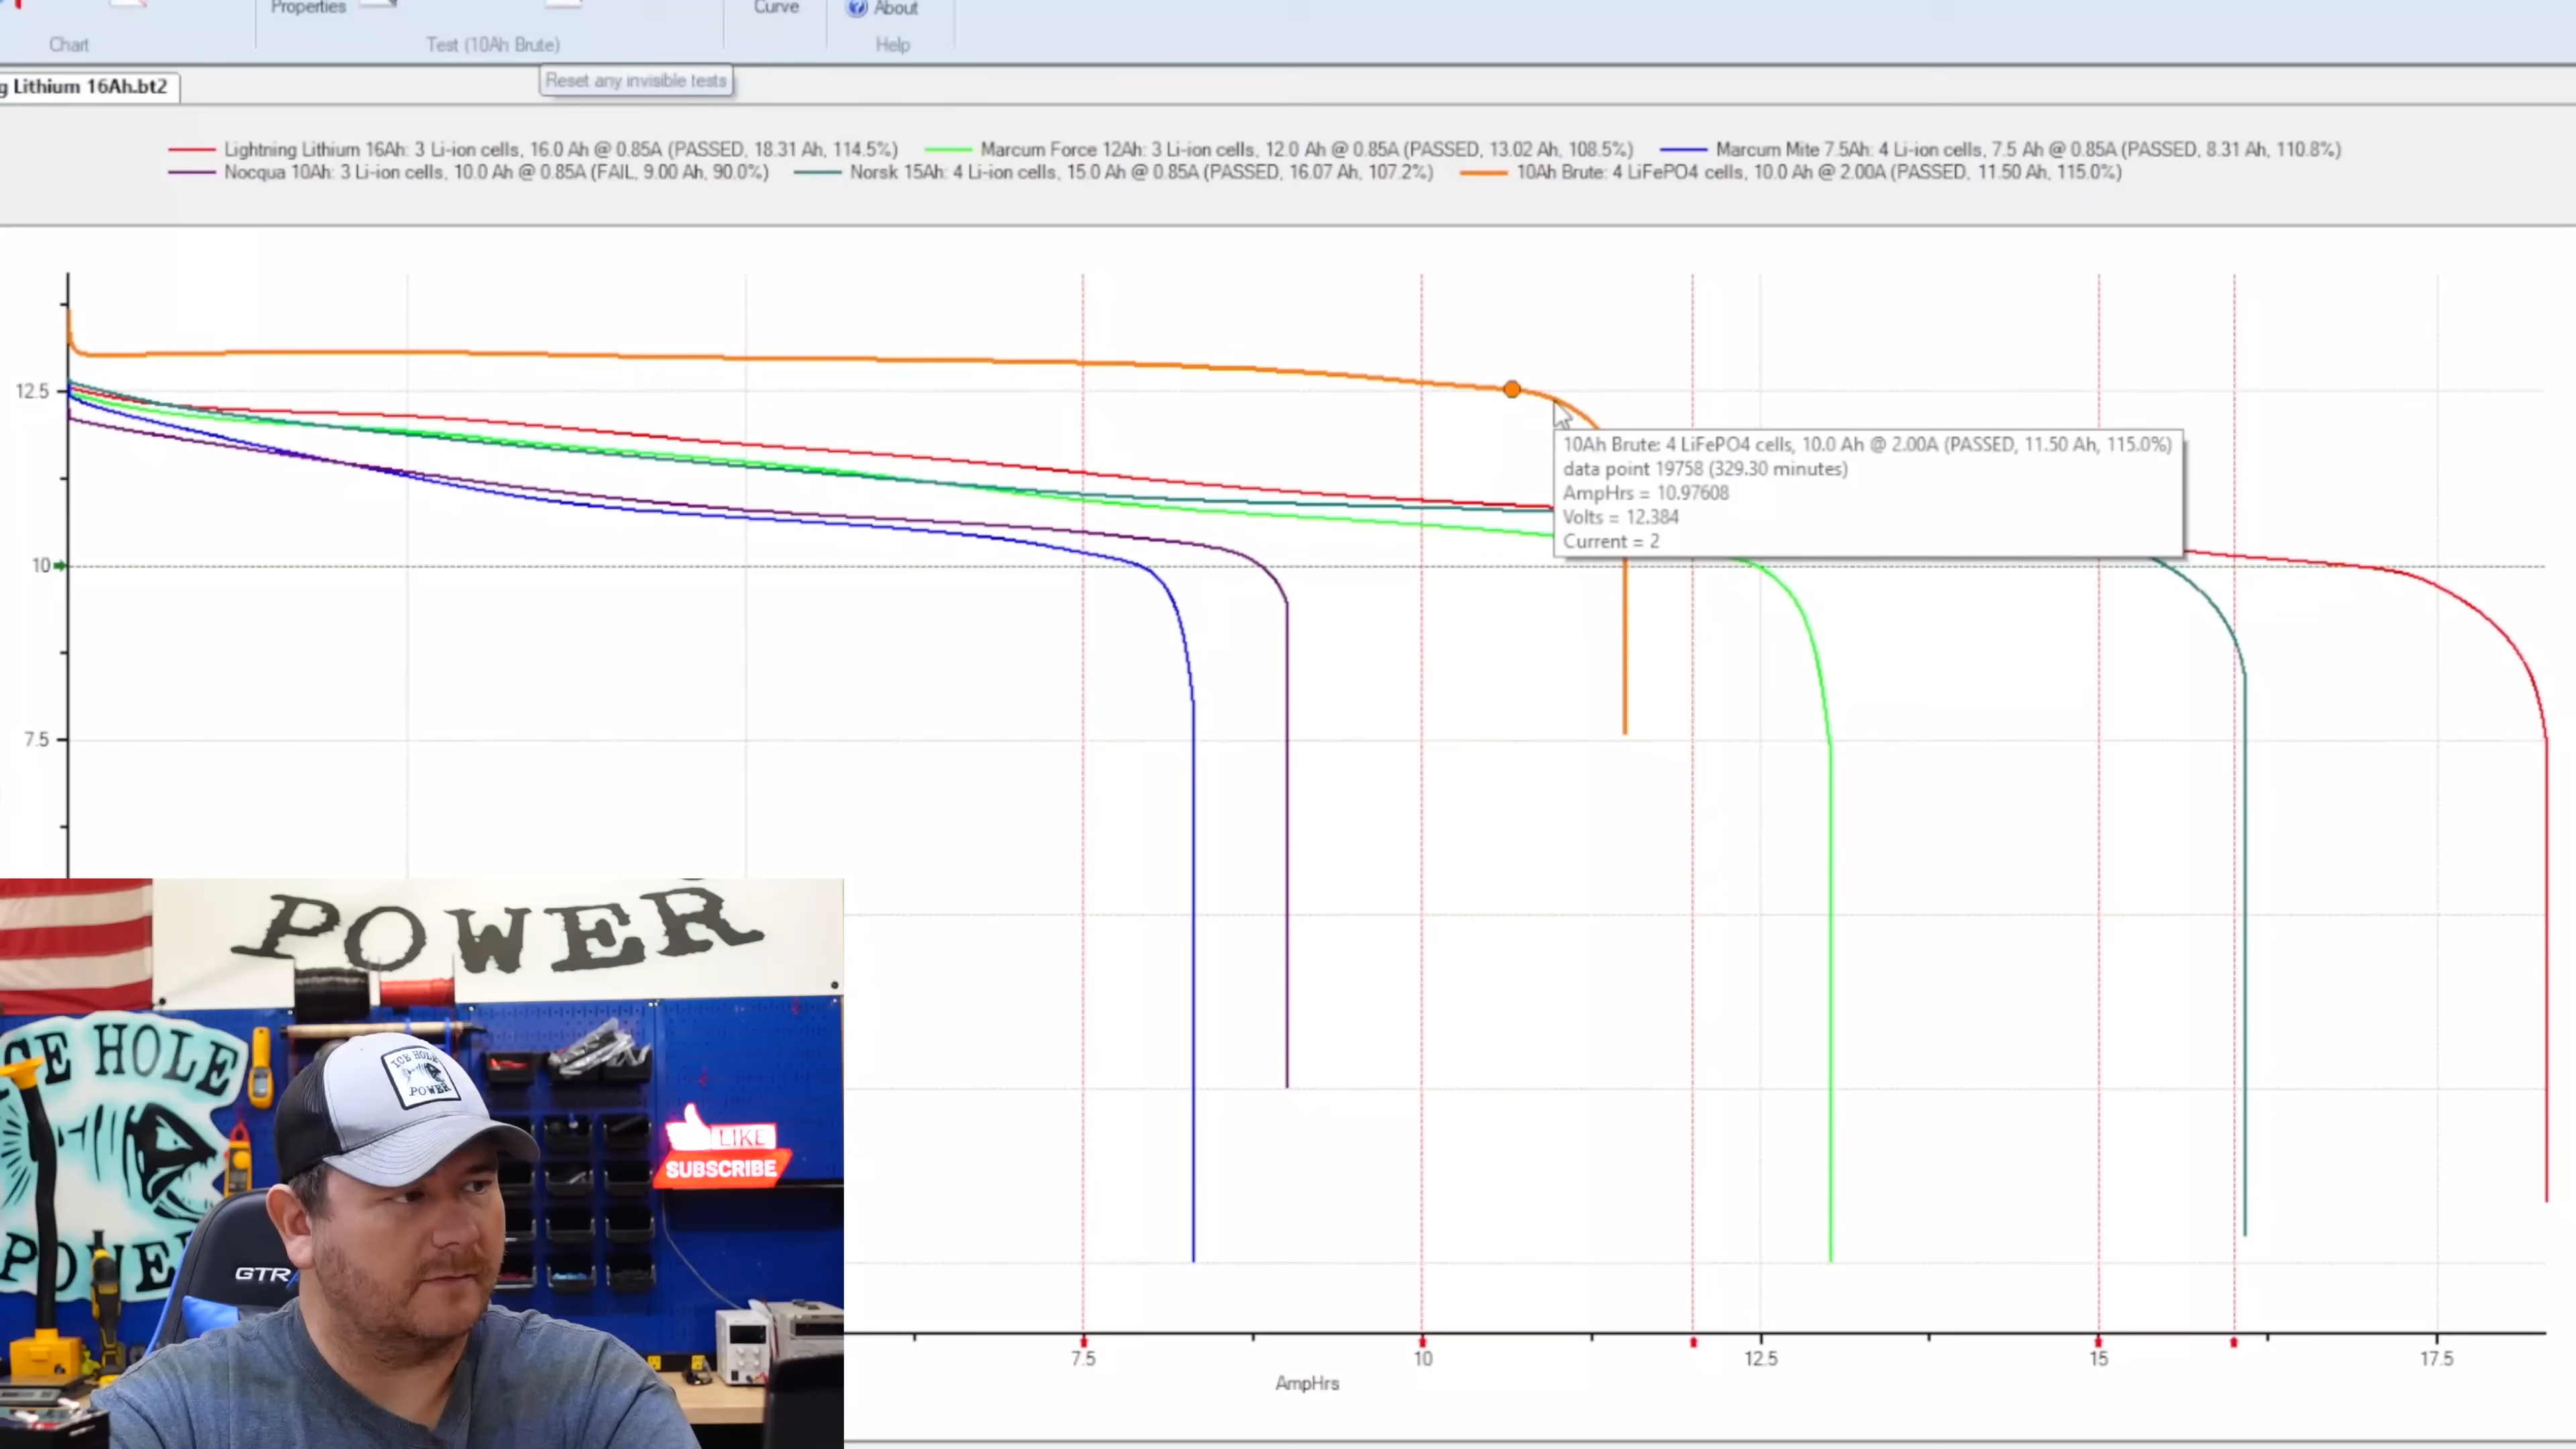 Properties
Curve
About
Chart
Test (10Ah Brute)
Help
Reset any invisible tests
g Lithium 16Ah.bt2
Lightning Lithium 16Ah: 3 Li-ion cells, 16.0 Ah @ 0.85A (PASSED, 18.31 Ah, 114.5%)
Marcum Force 12Ah: 3 Li-ion cells, 12.0 Ah @ 0.85A (PASSED, 13.02 Ah, 108.5%)
Marcum Mite 7.5Ah: 4 Li-ion cells, 7.5 Ah @ 0.85A (PASSED, 8.31 Ah, 110.8%)
Nocqua 10Ah: 3 Li-ion cells, 10.0 Ah @ 0.85A (FAIL, 9.00 Ah, 90.0%)
Norsk 15Ah: 4 Li-ion cells, 15.0 Ah @ 0.85A (PASSED, 16.07 Ah, 107.2%)
10Ah Brute: 4 LiFePO4 cells, 10.0 Ah @ 2.00A (PASSED, 11.50 Ah, 115.0%)
12.5
10
7.5
10Ah Brute: 4 LiFePO4 cells, 10.0 Ah @ 2.00A (PASSED, 11.50 Ah, 115.0%)
data point 19758 (329.30 minutes)
AmpHrs = 10.97608
Volts = 12.384
Current = 2
7.5
10
12.5
15
17.5
AmpHrs
POWER
CE HOLE
POWE
ICE HOLE
POWER
GTR
LIKE
SUBSCRIBE